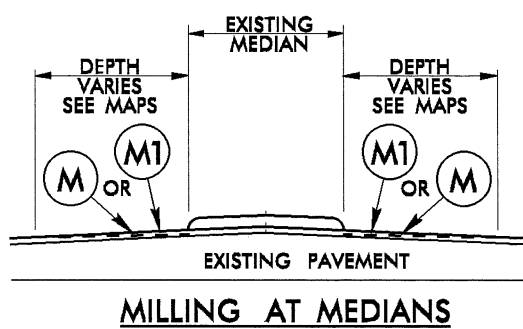 EXISTING
MEDIAN
DEPTH
VARIES
SEE MAPS
DEPTH
VARIES
SEE MAPS
M OR M1
M1 OR M
EXISTING PAVEMENT
MILLING AT MEDIANS